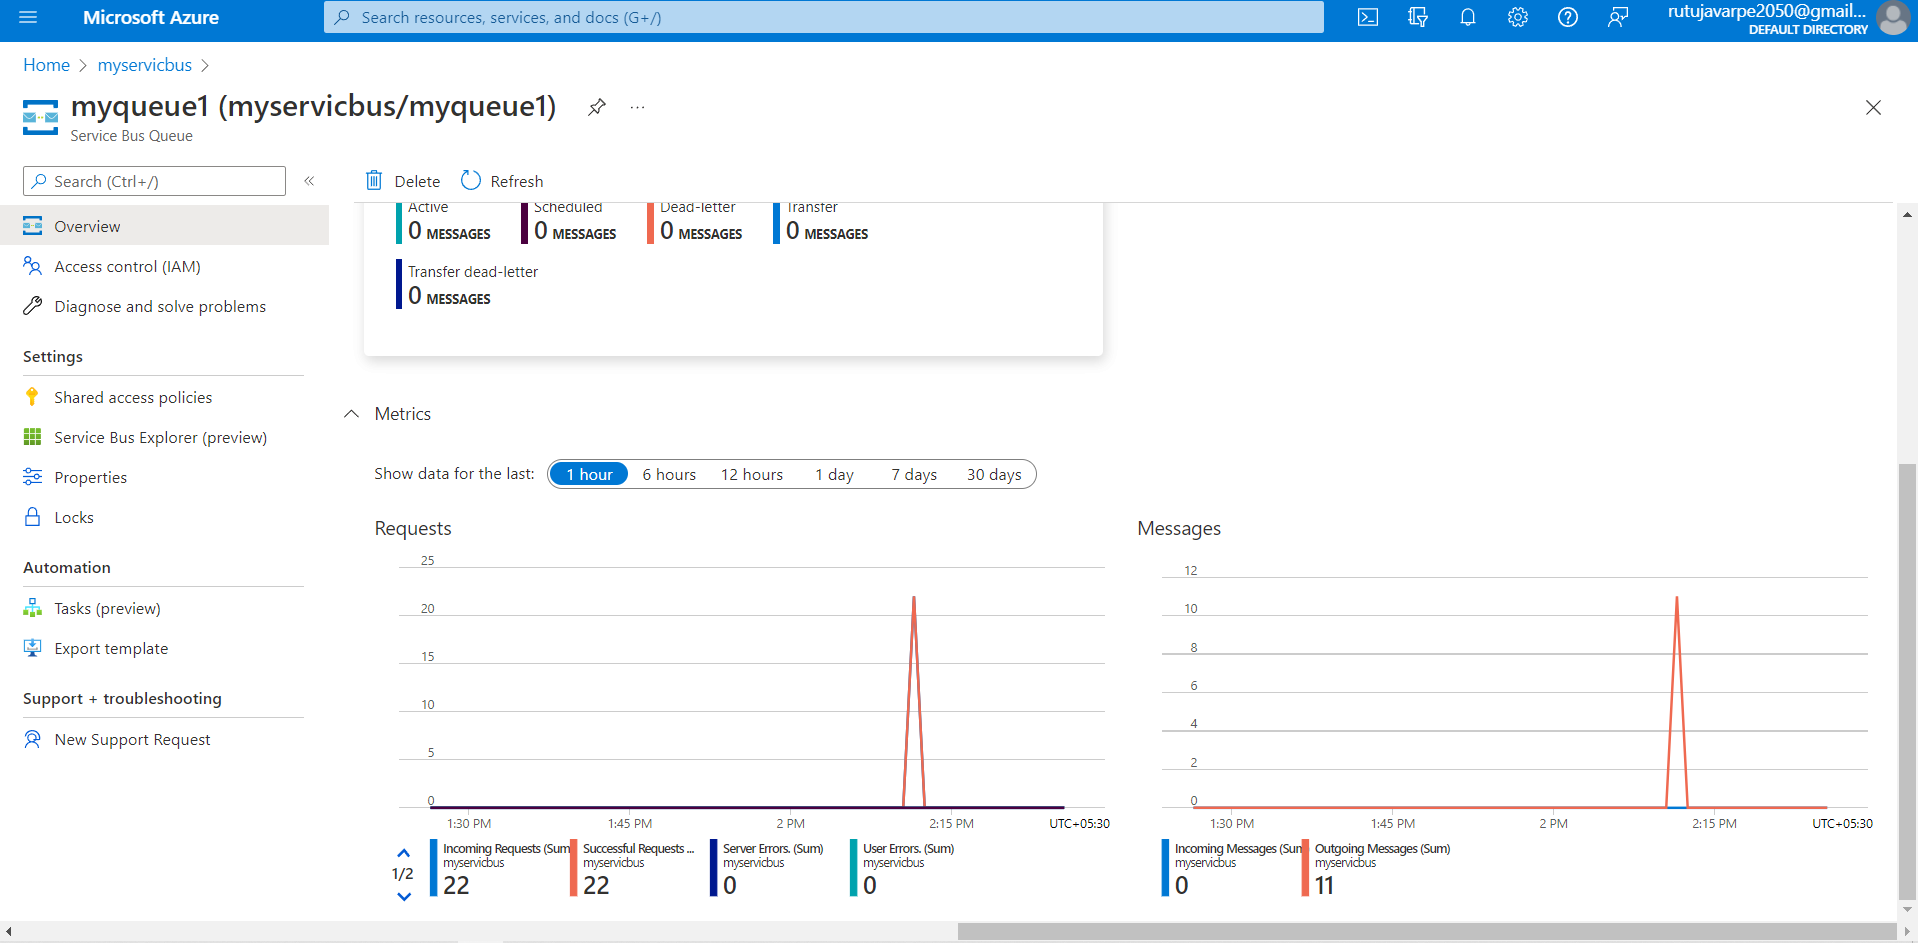 Microsoft Azure
Search resources, services, and docs (G+/)
rutujavarpe2050@gmail...
DEFAULT DIRECTORY
Home > myservicbus >
myqueue1 (myservicbus/myqueue1)
...
Service Bus Queue
Search (Ctrl+/)
«
Delete
Refresh
Overview
Access control (IAM)
Diagnose and solve problems
Settings
Shared access policies
Service Bus Explorer (preview)
Properties
Locks
Automation
Tasks (preview)
Export template
Support + troubleshooting
New Support Request
Active
0 MESSAGES
Scheduled
0 MESSAGES
Dead-letter
0 MESSAGES
Transfer
0 MESSAGES
Transfer dead-letter
0 MESSAGES
Metrics
Show data for the last: 1 hour 6 hours 12 hours 1 day 7 days 30 days
Requests
25
20
15
10
5
0
1:30 PM 1:45 PM 2 PM 2:15 PM UTC+05:30
1/2
Incoming Requests (Sum
myservicbus
22
Successful Requests ...
myservicbus
22
Server Errors. (Sum)
myservicbus
0
User Errors. (Sum)
myservicbus
0
Messages
12
10
8
6
4
2
0
1:30 PM 1:45 PM 2 PM 2:15 PM UTC+05:30
Incoming Messages (Sum
myservicbus
0
Outgoing Messages (Sum)
myservicbus
11